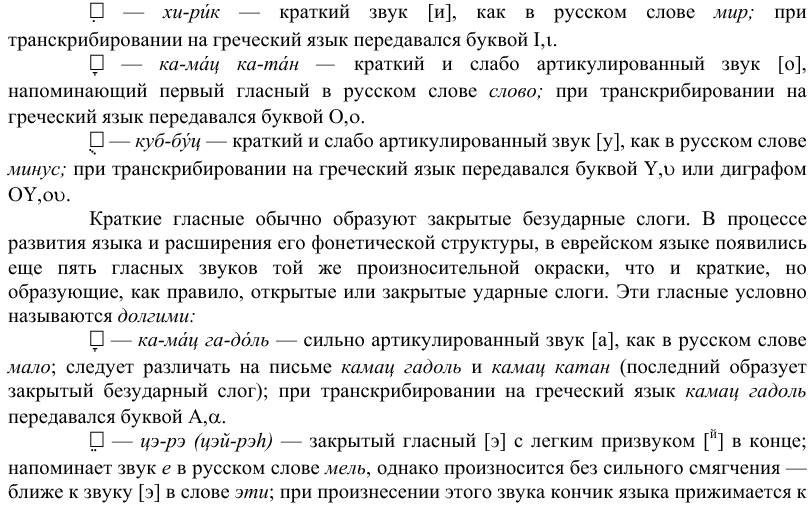 □ִ — хи-ри́к — краткий звук [и], как в русском слове мир; при
транскрибировании на греческий язык передавался буквой Ι,ι.
□ָ — ка-ма́ц ка-та́н — краткий и слабо артикулированный звук [о],
напоминающий первый гласный в русском слове слово; при транскрибировании на
греческий язык передавался буквой Ο,ο.
□ֻ — куб-бу́ц — краткий и слабо артикулированный звук [у], как в русском слове
минус; при транскрибировании на греческий язык передавался буквой Υ,υ или диграфом
ΟΥ,ου.
Краткие гласные обычно образуют закрытые безударные слоги. В процессе
развития языка и расширения его фонетической структуры, в еврейском языке появились
еще пять гласных звуков той же произносительной окраски, что и краткие, но
образующие, как правило, открытые или закрытые ударные слоги. Эти гласные условно
называются долгими:
□ָ — ка-ма́ц га-до́ль — сильно артикулированный звук [а], как в русском слове
мало; следует различать на письме камац гадоль и камац катан (последний образует
закрытый безударный слог); при транскрибировании на греческий язык камац гадоль
передавался буквой Α,α.
□ֵ — цэ-рэ (цэй-рэh) — закрытый гласный [э] с легким призвуком [й] в конце;
напоминает звук е в русском слове мель, однако произносится без сильного смягчения —
ближе к звуку [э] в слове эти; при произнесении этого звука кончик языка прижимается к